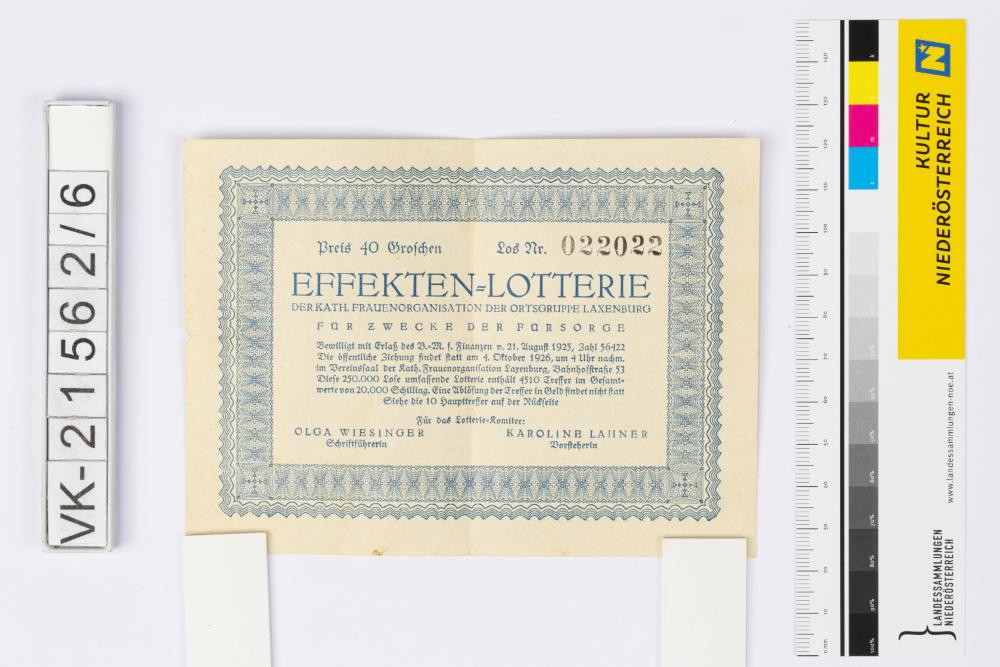 VK-21562/6
Preis 40 Groschen Los Nr. 022022
EFFEKTEN=LOTTERIE
DER KATH. FRAUENORGANISATION DER ORTSGRUPPE LAXENBURG
FÜR ZWECKE DER FÜRSORGE
Bewilligt mit Erlaß des B.-M. f. Finanzen v. 21. August 1925, Zahl 56422
Die öffentliche Ziehung findet statt am 4. Oktober 1926, um 4 Uhr nachm.
im Vereinssaal der Kath. Frauenorganisation Laxenburg, Bahnhofstraße 53
Diese 250.000 Lose umfassende Lotterie enthält 4510 Treffer im Gesamt-
werte von 20.000 Schilling. Eine Ablösung der Treffer in Geld findet nicht statt
Siehe die 10 Haupttreffer auf der Rückseite
Für das Lotterie-Komitee:
OLGA WIESINGER KAROLINE LAHNER
Schriftführerin Vorsteherin
KULTUR
NIEDERÖSTERREICH
N
www.landessammlungen-noe.at
LANDESSAMMLUNGEN
NIEDERÖSTERREICH